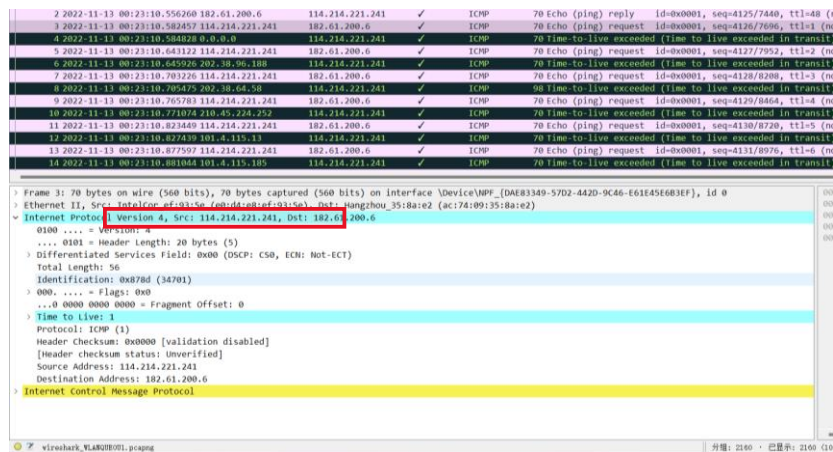 2 2022-11-13 00:23:10.556260 182.61.200.6 114.214.221.241 ✓ ICMP 70 Echo (ping) reply id=0x0001, seq=4125/7440, ttl=48 (
3 2022-11-13 00:23:10.582457 114.214.221.241 182.61.200.6 ✓ ICMP 70 Echo (ping) request id=0x0001, seq=4126/7696, ttl=1 (no
4 2022-11-13 00:23:10.584828 0.0.0.0 114.214.221.241 ✓ ICMP 70 Time-to-live exceeded (Time to live exceeded in transit
5 2022-11-13 00:23:10.643122 114.214.221.241 182.61.200.6 ✓ ICMP 70 Echo (ping) request id=0x0001, seq=4127/7952, ttl=2 (no
6 2022-11-13 00:23:10.645926 202.38.96.188 114.214.221.241 ✓ ICMP 70 Time-to-live exceeded (Time to live exceeded in transit
7 2022-11-13 00:23:10.703226 114.214.221.241 182.61.200.6 ✓ ICMP 70 Echo (ping) request id=0x0001, seq=4128/8208, ttl=3 (no
8 2022-11-13 00:23:10.705475 202.38.64.58 114.214.221.241 ✓ ICMP 98 Time-to-live exceeded (Time to live exceeded in transit
9 2022-11-13 00:23:10.765783 114.214.221.241 182.61.200.6 ✓ ICMP 70 Echo (ping) request id=0x0001, seq=4129/8464, ttl=4 (no
10 2022-11-13 00:23:10.771074 210.45.224.252 114.214.221.241 ✓ ICMP 70 Time-to-live exceeded (Time to live exceeded in transit
11 2022-11-13 00:23:10.823449 114.214.221.241 182.61.200.6 ✓ ICMP 70 Echo (ping) request id=0x0001, seq=4130/8720, ttl=5 (no
12 2022-11-13 00:23:10.827439 101.4.115.13 114.214.221.241 ✓ ICMP 70 Time-to-live exceeded (Time to live exceeded in transit
13 2022-11-13 00:23:10.877597 114.214.221.241 182.61.200.6 ✓ ICMP 70 Echo (ping) request id=0x0001, seq=4131/8976, ttl=6 (no
14 2022-11-13 00:23:10.881044 101.4.115.185 114.214.221.241 ✓ ICMP 70 Time-to-live exceeded (Time to live exceeded in transit
Frame 3: 70 bytes on wire (560 bits), 70 bytes captured (560 bits) on interface \Device\NPF_{DAE83349-57D2-442D-9C46-E61E45E6B3EF}, id 0
Ethernet II, Src: IntelCor_ef:93:5e (e0:d4:e8:ef:93:5e), Dst: Hangzhou_35:8a:e2 (ac:74:09:35:8a:e2)
Internet Protocol Version 4, Src: 114.214.221.241, Dst: 182.61.200.6
0100 .... = Version: 4
.... 0101 = Header Length: 20 bytes (5)
Differentiated Services Field: 0x00 (DSCP: CS0, ECN: Not-ECT)
Total Length: 56
Identification: 0x878d (34701)
000. .... = Flags: 0x0
...0 0000 0000 0000 = Fragment Offset: 0
Time to Live: 1
Protocol: ICMP (1)
Header Checksum: 0x0000 [validation disabled]
[Header checksum status: Unverified]
Source Address: 114.214.221.241
Destination Address: 182.61.200.6
Internet Control Message Protocol
wireshark_WLANQUEOU1.pcapng 分组: 2160 · 已显示: 2160 (10